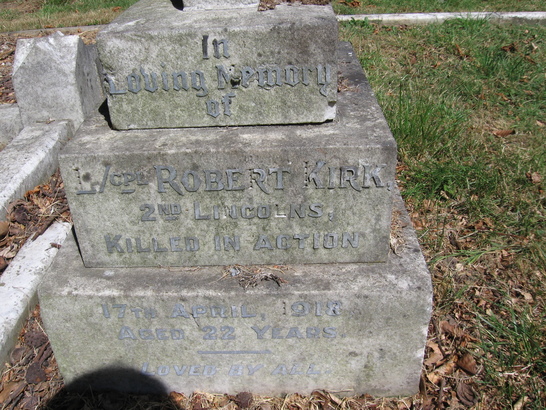 In
Loving Memory
of
L/CPL ROBERT KIRK,
2ND LINCOLNS,
KILLED IN ACTION
17TH APRIL, 1918
AGED 22 YEARS
LOVED BY ALL